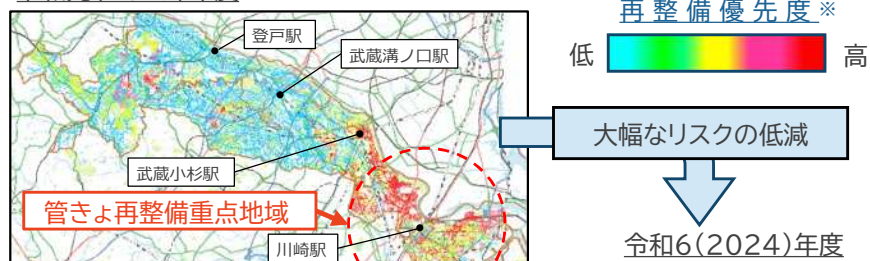 再整備優先度※
低
高
登戸駅
武蔵溝ノ口駅
武蔵小杉駅
大幅なリスクの低減
管きょ再整備重点地域
川崎駅
令和6(2024)年度